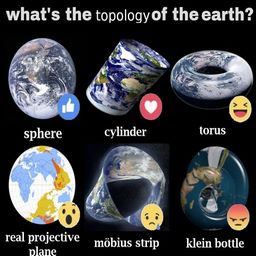 what's the topology of the earth?
sphere
cylinder
torus
real projective
plane
möbius strip
klein bottle